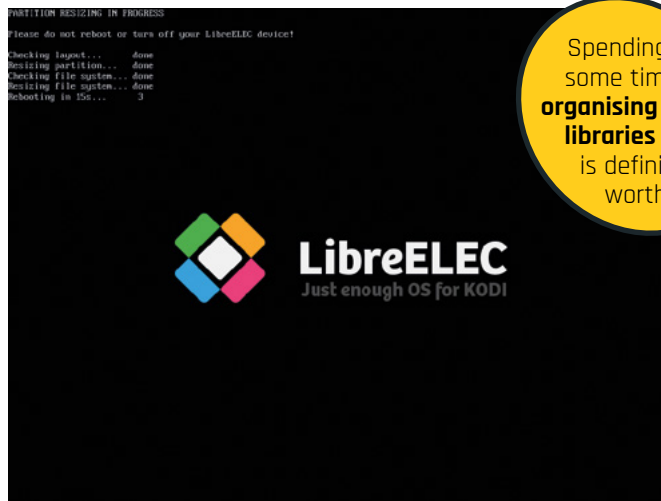 PARTITION RESIZING IN PROGRESS
Please do not reboot or turn off your LibreELEC device!
Checking layout... done
Resizing partition... done
Checking file system... done
Resizing file system... done
Rebooting in 15s... 3
LibreELEC
Just enough OS for KODI
Spending
some tim
organising
libraries
is defini
worth